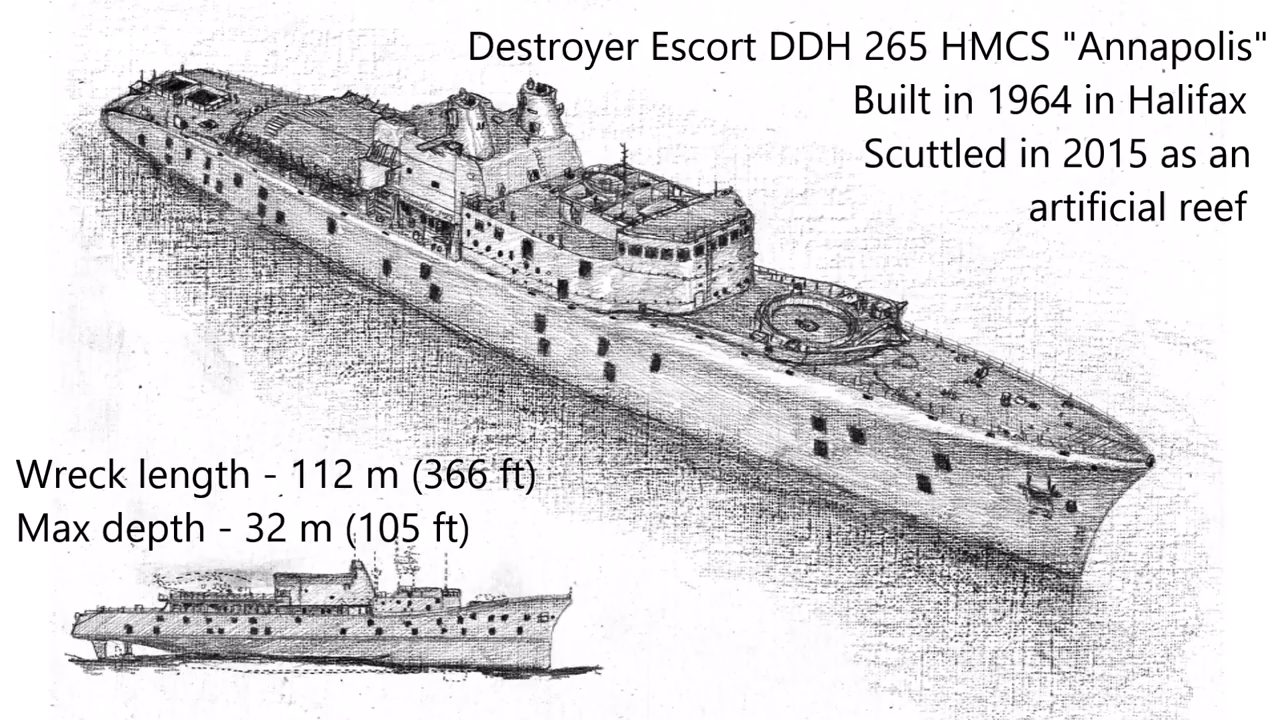 Destroyer Escort DDH 265 HMCS "Annapolis"
Built in 1964 in Halifax
Scuttled in 2015 as an
artificial reef
Wreck length - 112 m (366 ft)
Max depth - 32 m (105 ft)